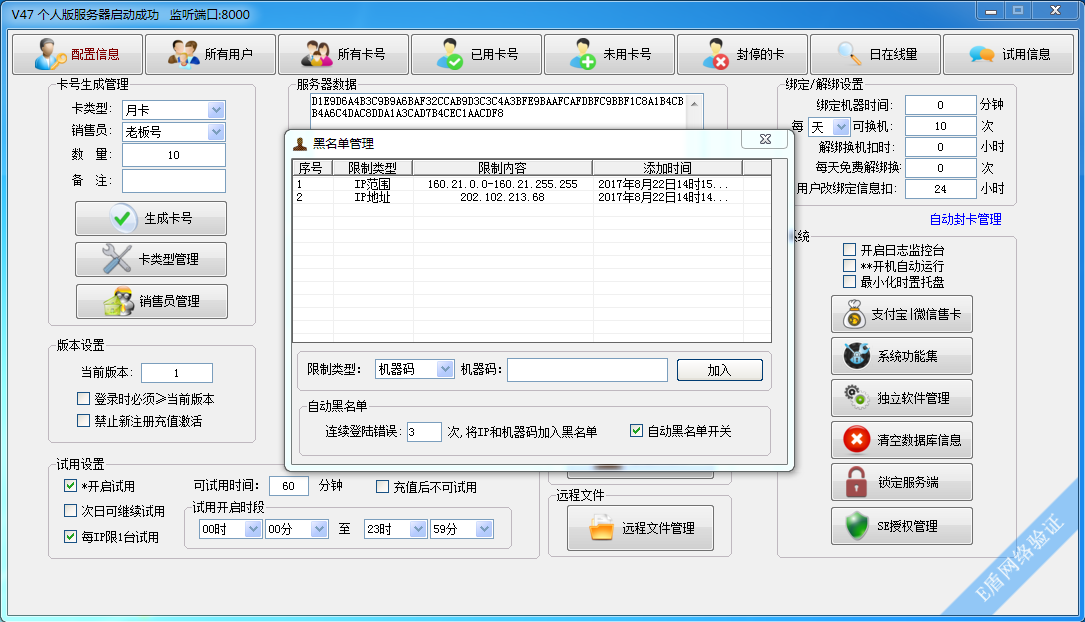 V47 个人版服务器启动成功 监听端口:8000
配置信息
所有用户
所有卡号
已用卡号
未用卡号
封停的卡
日在线量
试用信息
卡号生成管理
卡类型: 月卡
销售员: 老板号
数 量: 10
备 注:
生成卡号
卡类型管理
销售员管理
版本设置
当前版本: 1
登录时必须≥当前版本
禁止新注册充值激活
试用设置
*开启试用
次日可继续试用
每IP限1台试用
可试用时间: 60 分钟
充值后不可试用
试用开启时段
00时 00分 至 23时 59分
服务器数据
D1E9D6A4B3C9B9A6BAF32CCAB9D3C3C4A3BFE9BAAFCAFDBFC9BBF1C8A1B4CB
B4A6C4DAC8DDA1A3CAD7B4CEC1AACDF8
黑名单管理
序号 限制类型 限制内容 添加时间
1 IP范围 160.21.0.0-160.21.255.255 2017年8月22日14时15...
2 IP地址 202.102.213.68 2017年8月22日14时14...
限制类型: 机器码 机器码: 加入
自动黑名单
连续登陆错误: 3 次, 将IP和机器码加入黑名单 自动黑名单开关
远程文件
远程文件管理
绑定/解绑设置
绑定机器时间: 0 分钟
每 天 可换机: 10 次
解绑换机扣时: 0 小时
每天免费解绑换: 0 次
用户改绑定信息扣: 24 小时
自动封卡管理
系统
开启日志监控台
**开机自动运行
最小化时置托盘
支付宝|微信售卡
系统功能集
独立软件管理
清空数据库信息
锁定服务端
SE授权管理
E盾网络验证